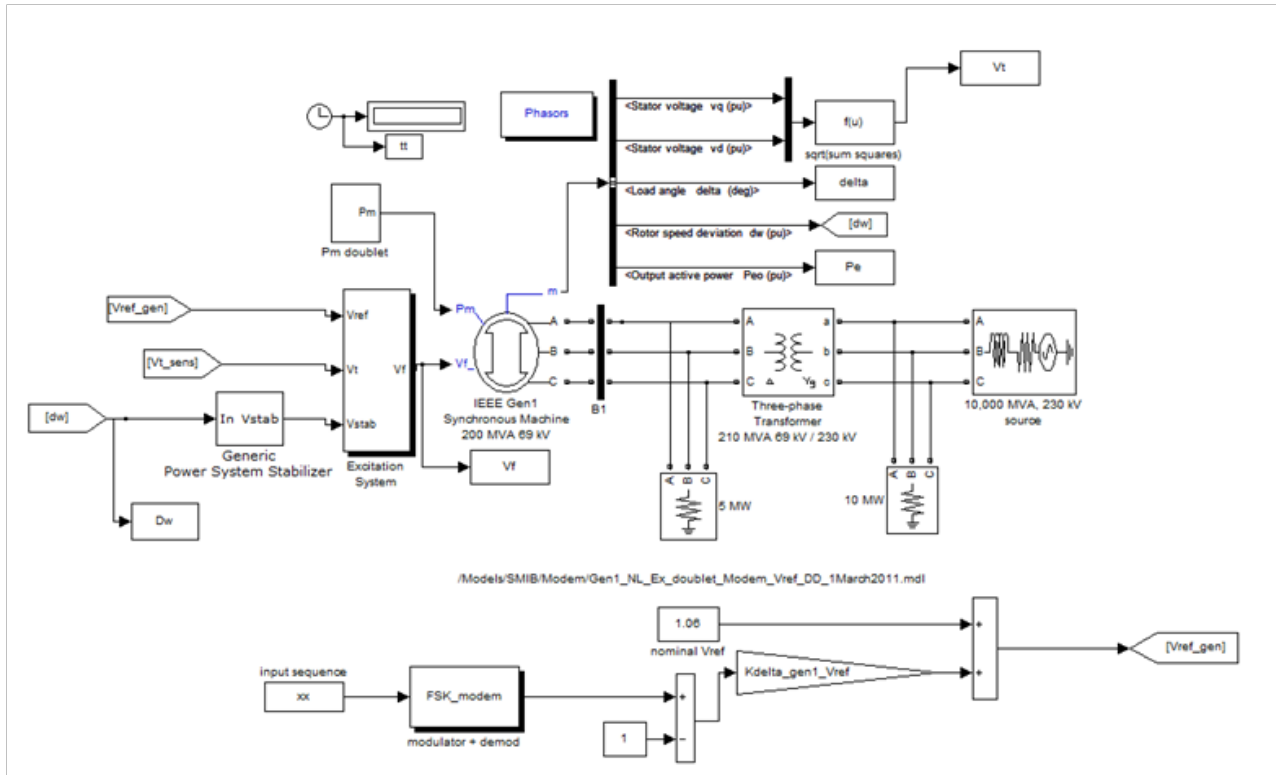 Vt
Phasors
<Stator voltage vq (pu)>
f(u)
tt
<Stator voltage vd (pu)>
sqrt(sum squares)
<Load angle delta (deg)>
delta
Pm
<Rotor speed deviation dw (pu)>
[dw]
Pm doublet
<Output active power Peo (pu)>
Pe
m
[Vref_gen]
Vref
Pm
A
A
a
A
[Vt_sens]
Vt
Vf
Vf_
B
B
b
B
C
C
Δ
Yg
c
C
[dw]
In Vstab
Vstab
IEEE Gen1
Synchronous Machine
200 MVA 69 kV
B1
Three-phase
Transformer
210 MVA 69 kV / 230 kV
10,000 MVA, 230 kV
source
Generic
Power System Stabilizer
Excitation
System
Vf
A B C
5 MW
A B C
10 MW
Dw
/Models/SMIB/Modem/Gen1_NL_Ex_doublet_Modem_Vref_DD_1March2011.mdl
1.06
+
nominal Vref
[Vref_gen]
input sequence
Kdelta_gen1_Vref
+
xx
FSK_modem
+
modulator + demod
1
−